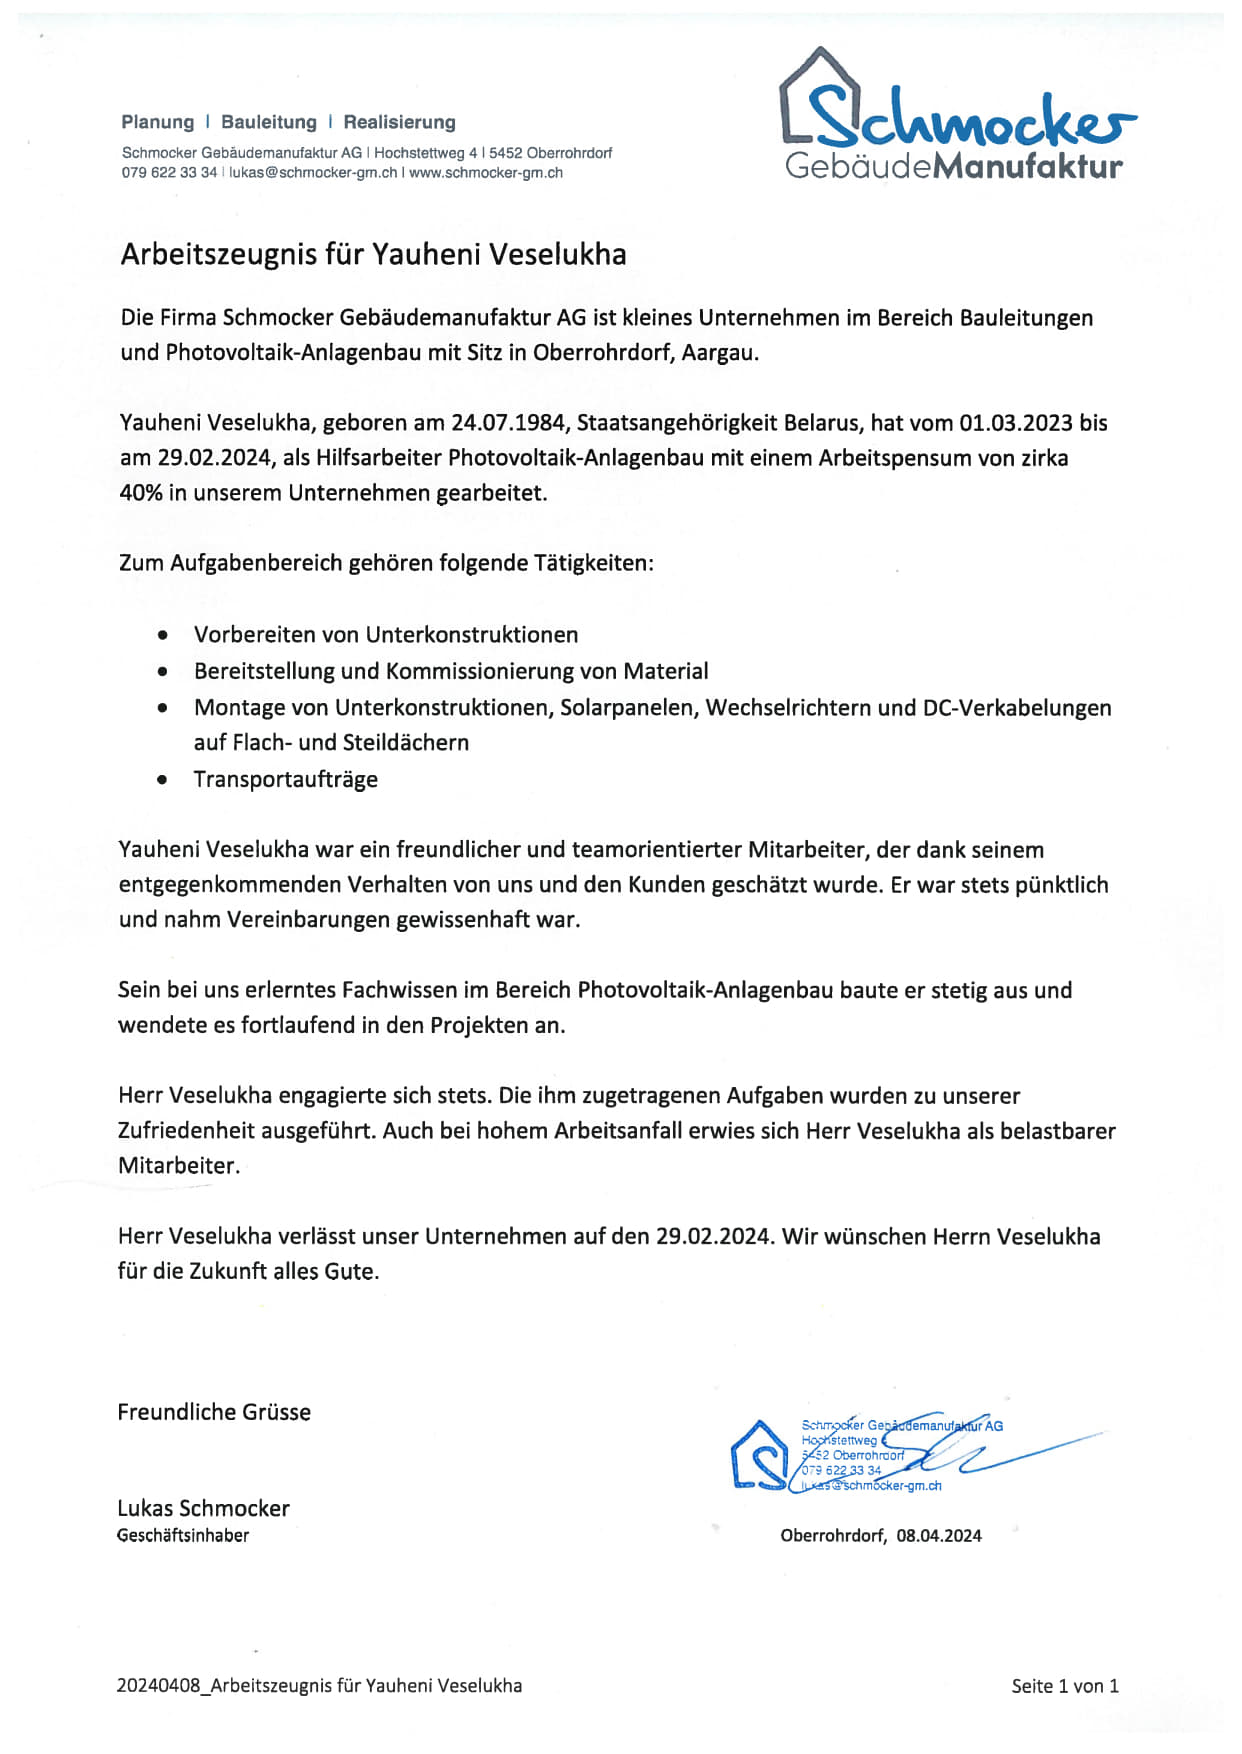 Planung | Bauleitung | Realisierung
Schmocker Gebäudemanufaktur AG | Hochstettweg 4 | 5452 Oberrohrdorf
079 622 33 34 | lukas@schmocker-gm.ch | www.schmocker-gm.ch
Schmocker
GebäudeManufaktur
Arbeitszeugnis für Yauheni Veselukha
Die Firma Schmocker Gebäudemanufaktur AG ist kleines Unternehmen im Bereich Bauleitungen
und Photovoltaik-Anlagenbau mit Sitz in Oberrohrdorf, Aargau.
Yauheni Veselukha, geboren am 24.07.1984, Staatsangehörigkeit Belarus, hat vom 01.03.2023 bis
am 29.02.2024, als Hilfsarbeiter Photovoltaik-Anlagenbau mit einem Arbeitspensum von zirka
40% in unserem Unternehmen gearbeitet.
Zum Aufgabenbereich gehören folgende Tätigkeiten:
• Vorbereiten von Unterkonstruktionen
• Bereitstellung und Kommissionierung von Material
• Montage von Unterkonstruktionen, Solarpanelen, Wechselrichtern und DC-Verkabelungen
auf Flach- und Steildächern
• Transportaufträge
Yauheni Veselukha war ein freundlicher und teamorientierter Mitarbeiter, der dank seinem
entgegenkommenden Verhalten von uns und den Kunden geschätzt wurde. Er war stets pünktlich
und nahm Vereinbarungen gewissenhaft war.
Sein bei uns erlerntes Fachwissen im Bereich Photovoltaik-Anlagenbau baute er stetig aus und
wendete es fortlaufend in den Projekten an.
Herr Veselukha engagierte sich stets. Die ihm zugetragenen Aufgaben wurden zu unserer
Zufriedenheit ausgeführt. Auch bei hohem Arbeitsanfall erwies sich Herr Veselukha als belastbarer
Mitarbeiter.
Herr Veselukha verlässt unser Unternehmen auf den 29.02.2024. Wir wünschen Herrn Veselukha
für die Zukunft alles Gute.
Freundliche Grüsse
Schmocker Gebäudemanufaktur AG
Hochstettweg 4
5452 Oberrohrdorf
079 622 33 34
lukas@schmocker-gm.ch
Lukas Schmocker
Geschäftsinhaber
Oberrohrdorf, 08.04.2024
20240408_Arbeitszeugnis für Yauheni Veselukha
Seite 1 von 1